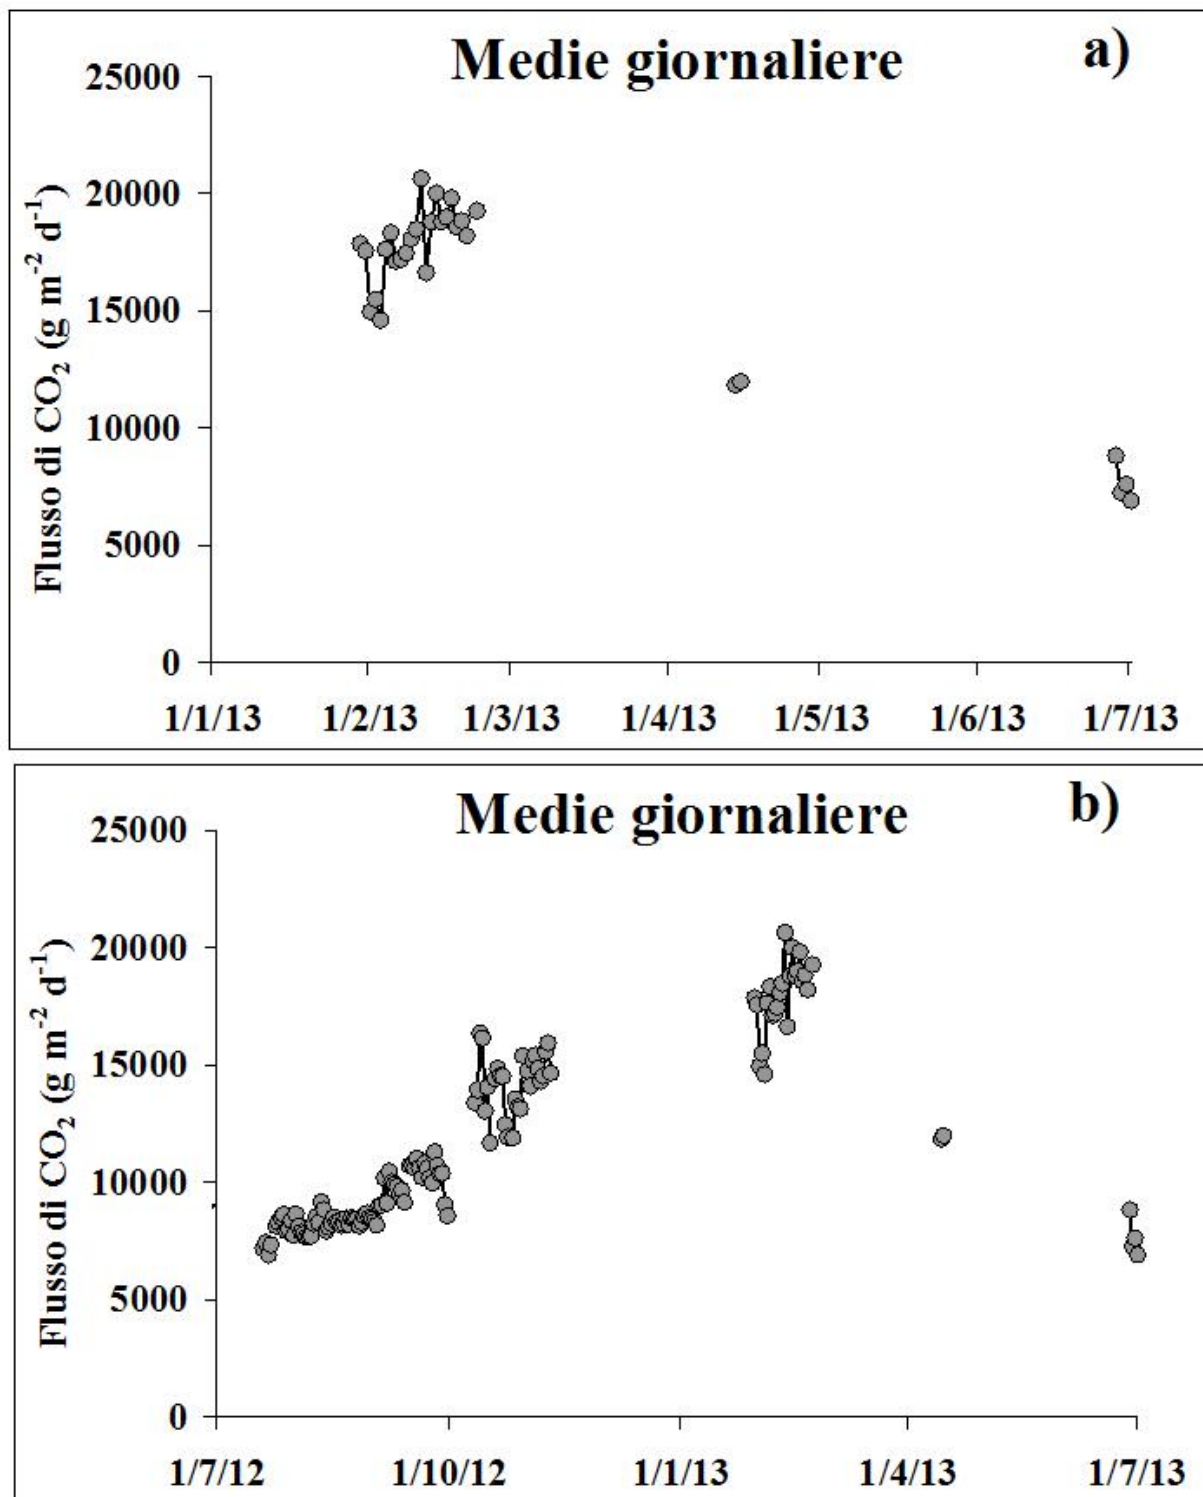 Medie giornaliere
a)
Flusso di CO₂ (g m⁻² d⁻¹)
25000
20000
15000
10000
5000
0
1/1/13 1/2/13 1/3/13 1/4/13 1/5/13 1/6/13 1/7/13
Medie giornaliere
b)
Flusso di CO₂ (g m⁻² d⁻¹)
25000
20000
15000
10000
5000
0
1/7/12 1/10/12 1/1/13 1/4/13 1/7/13